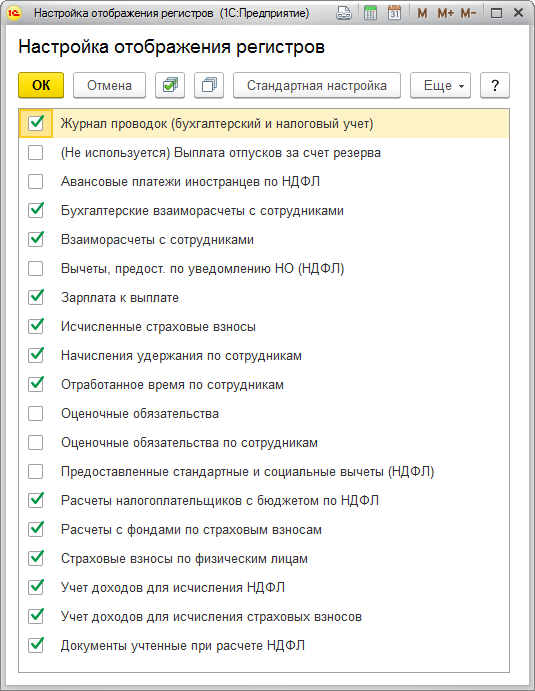 Настройка отображения регистров (1С:Предприятие)
31
M M+ M−
Настройка отображения регистров
ОК Отмена Стандартная настройка Еще ?
Журнал проводок (бухгалтерский и налоговый учет)
(Не используется) Выплата отпусков за счет резерва
Авансовые платежи иностранцев по НДФЛ
Бухгалтерские взаиморасчеты с сотрудниками
Взаиморасчеты с сотрудниками
Вычеты, предост. по уведомлению НО (НДФЛ)
Зарплата к выплате
Исчисленные страховые взносы
Начисления удержания по сотрудникам
Отработанное время по сотрудникам
Оценочные обязательства
Оценочные обязательства по сотрудникам
Предоставленные стандартные и социальные вычеты (НДФЛ)
Расчеты налогоплательщиков с бюджетом по НДФЛ
Расчеты с фондами по страховым взносам
Страховые взносы по физическим лицам
Учет доходов для исчисления НДФЛ
Учет доходов для исчисления страховых взносов
Документы учтенные при расчете НДФЛ